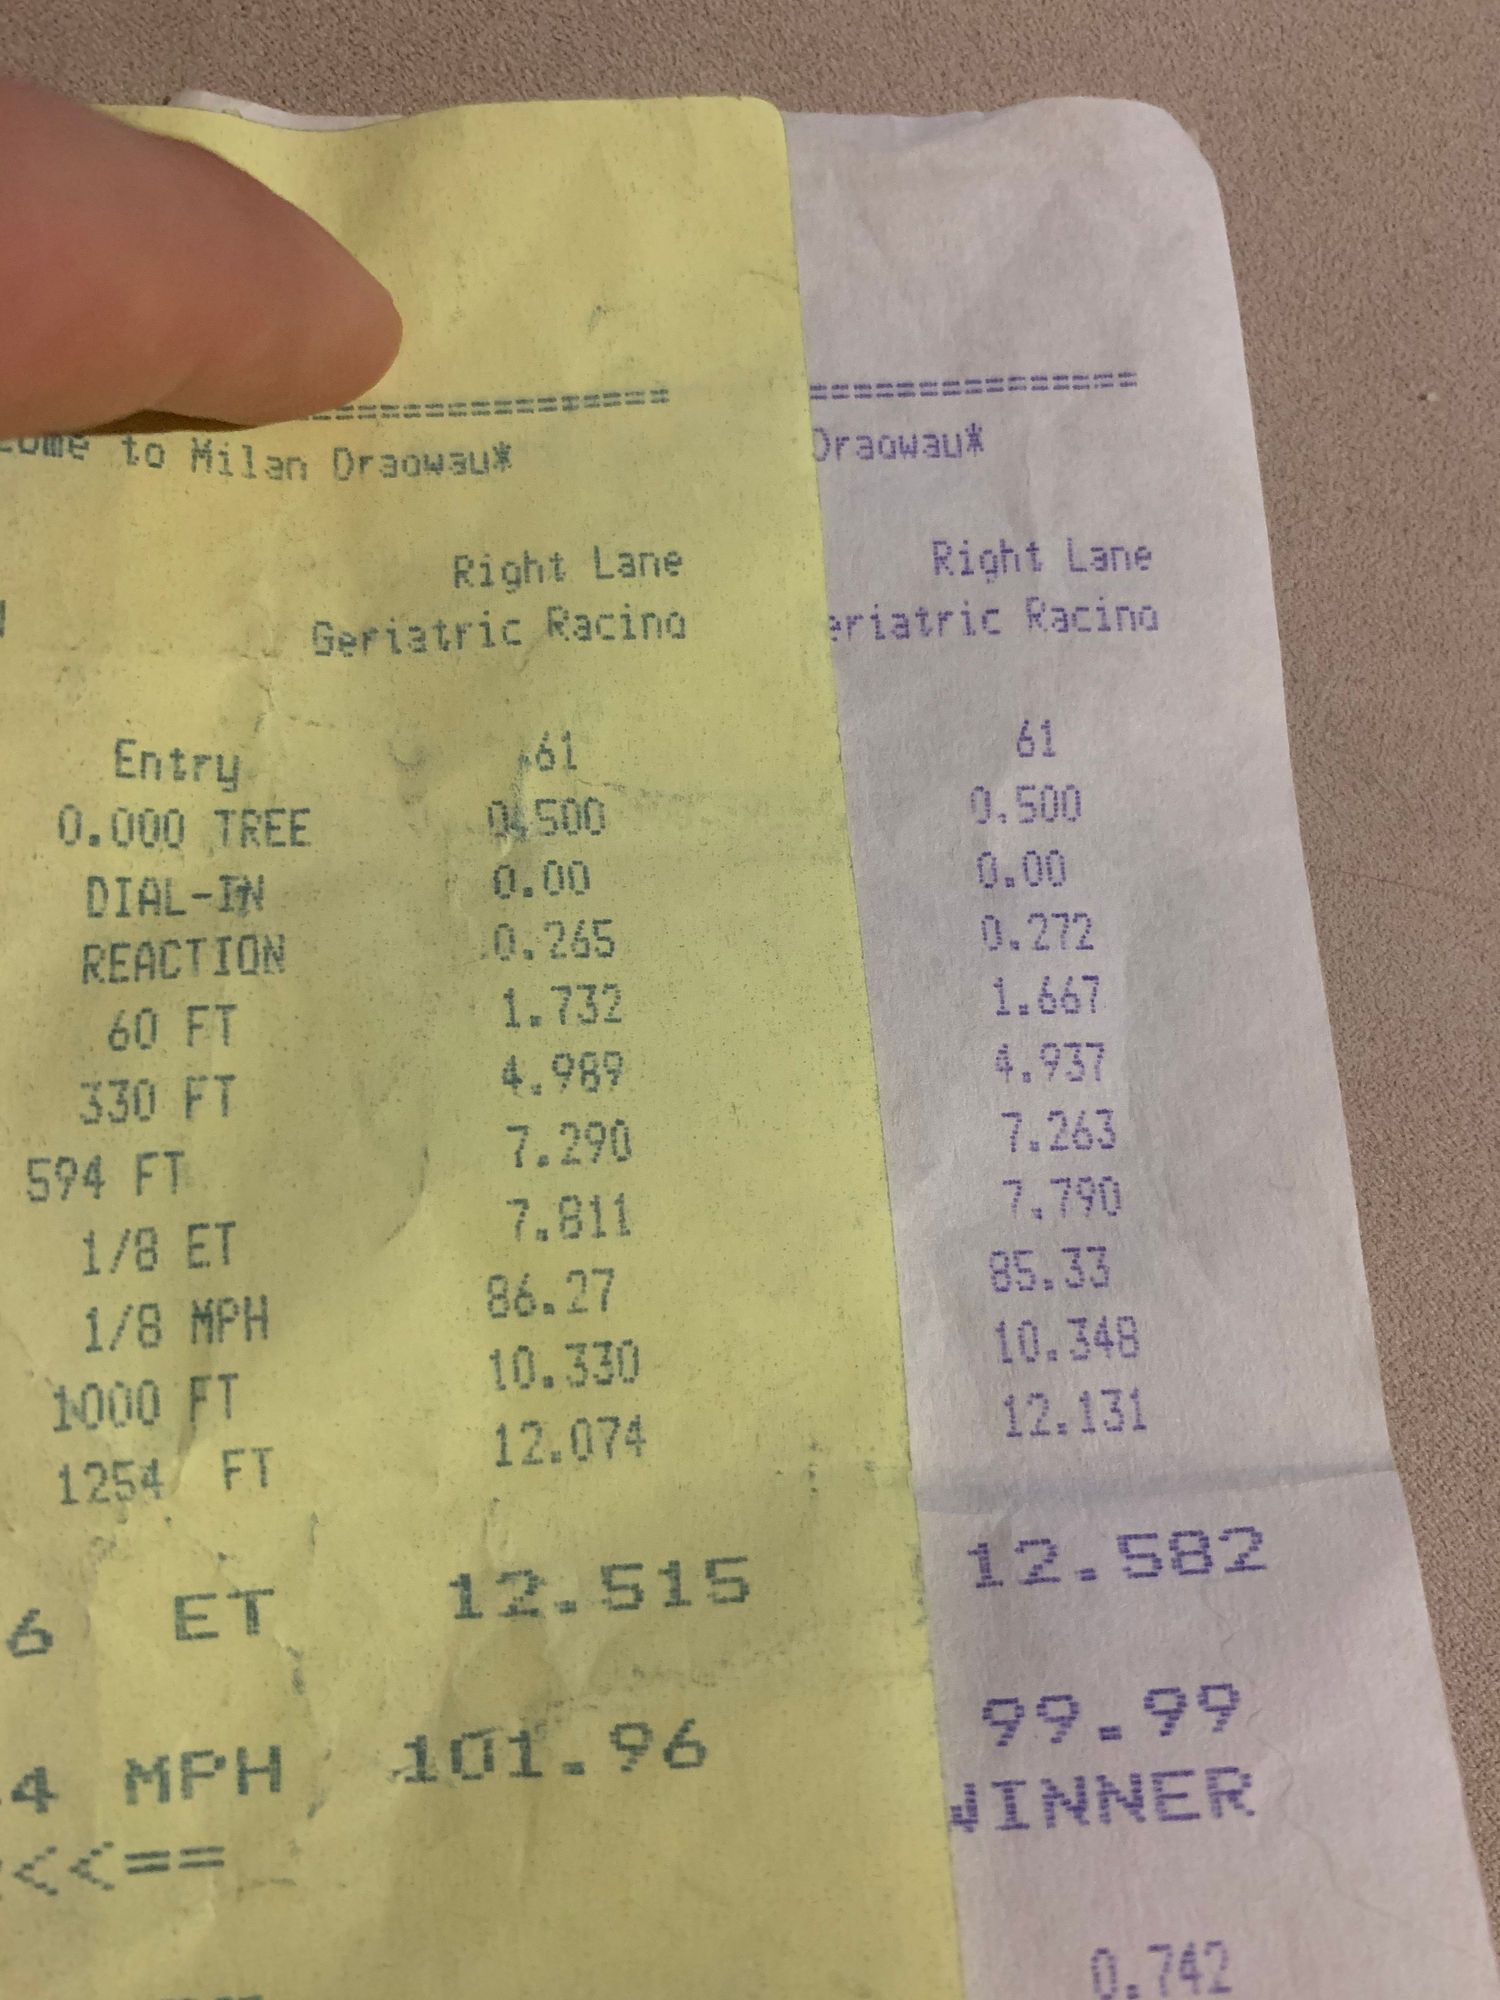 ===============
come to Milan Dragway*
Right Lane
Geriatric Racing
Entry 61
0.000 TREE 0.500
DIAL-IN 0.00
REACTION 0.265
60 FT 1.732
330 FT 4.989
594 FT 7.290
1/8 ET 7.811
1/8 MPH 86.27
1000 FT 10.330
1254 FT 12.074
6 ET 12.515
4 MPH 101.96
<<==
===============
Dragway*
Right Lane
eriatric Racing
61
0.500
0.00
0.272
1.667
4.937
7.263
7.790
85.33
10.348
12.131
12.582
99.99
WINNER
0.742